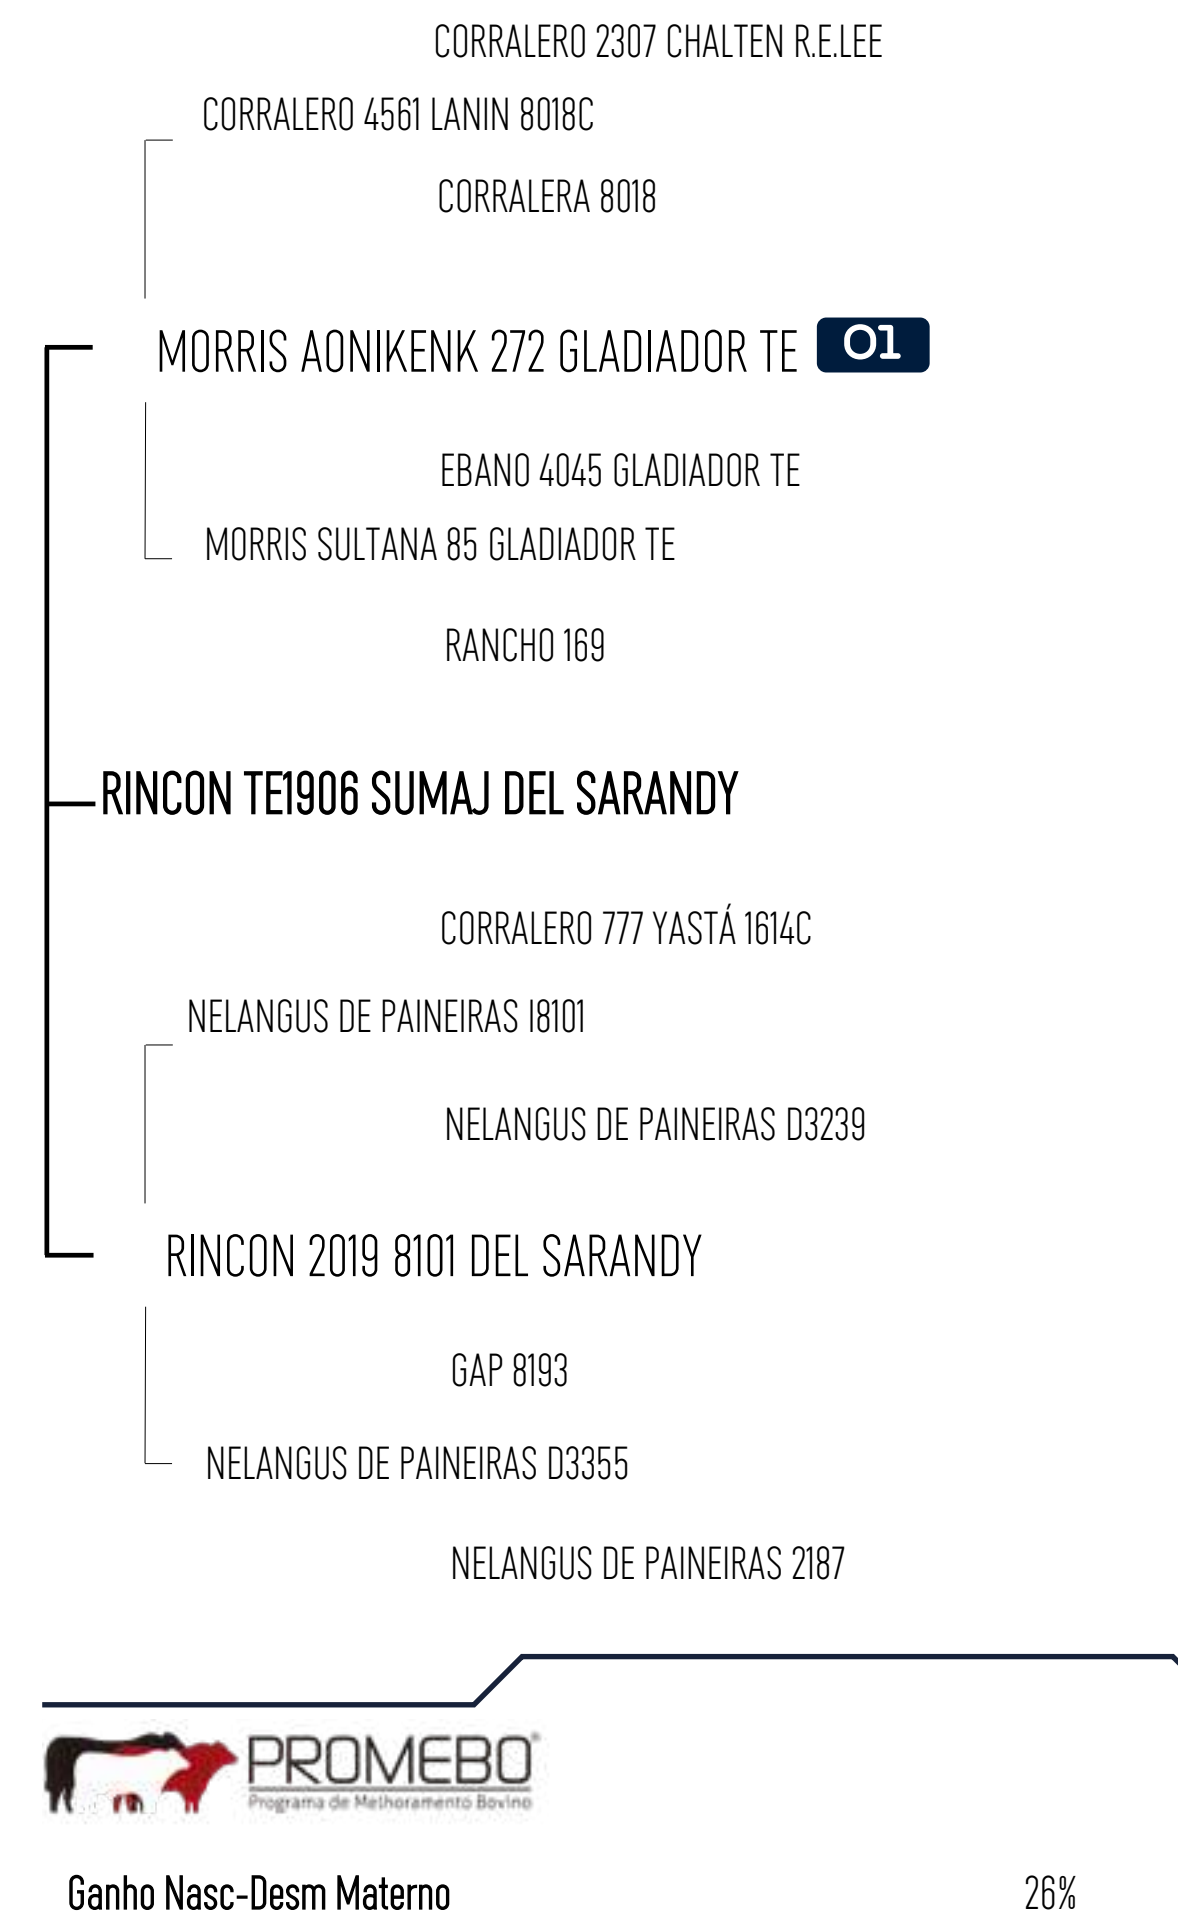 CORRALERO 2307 CHALTEN R.E.LEE
CORRALERO 4561 LANIN 8018C
CORRALERA 8018
MORRIS AONIKENK 272 GLADIADOR TE 01
EBANO 4045 GLADIADOR TE
MORRIS SULTANA 85 GLADIADOR TE
RANCHO 169
RINCON TE1906 SUMAJ DEL SARANDY
CORRALERO 777 YASTÁ 1614C
NELANGUS DE PAINEIRAS I8101
NELANGUS DE PAINEIRAS D3239
RINCON 2019 8101 DEL SARANDY
GAP 8193
NELANGUS DE PAINEIRAS D3355
NELANGUS DE PAINEIRAS 2187
PROMEBO®
Programa de Melhoramento Bovino
Ganho Nasc-Desm Materno 26%